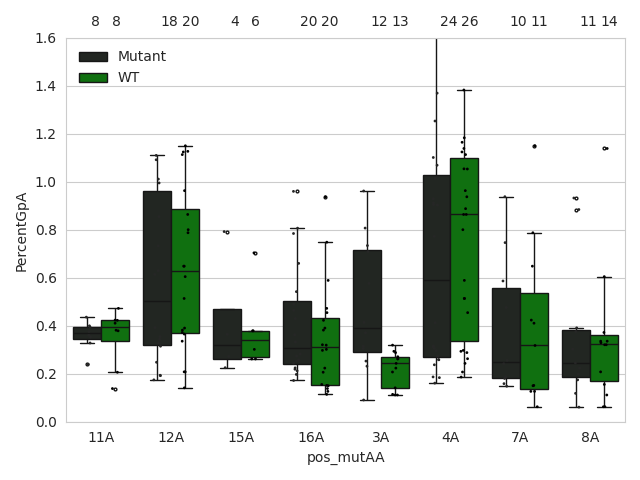 8 8 18 20 4 6 20 20 12 13 24 26 10 11 11 14
1.6
Mutant
WT
1.4
1.2
1.0
0.8
0.6
0.4
0.2
0.0
PercentGpA
11A 12A 15A 16A 3A 4A 7A 8A
pos_mutAA